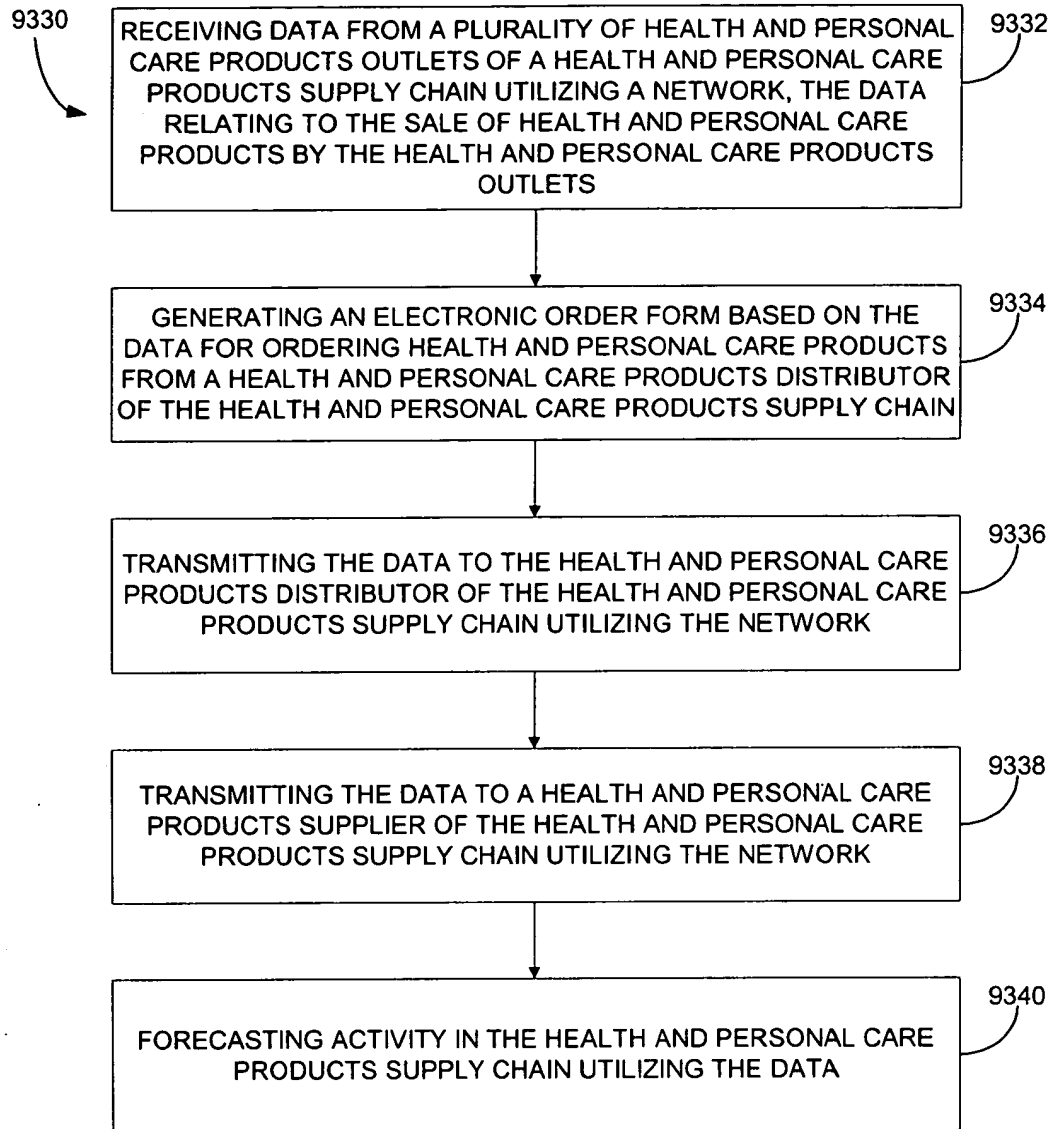 9330
RECEIVING DATA FROM A PLURALITY OF HEALTH AND PERSONAL
CARE PRODUCTS OUTLETS OF A HEALTH AND PERSONAL CARE
PRODUCTS SUPPLY CHAIN UTILIZING A NETWORK, THE DATA
RELATING TO THE SALE OF HEALTH AND PERSONAL CARE
PRODUCTS BY THE HEALTH AND PERSONAL CARE PRODUCTS
OUTLETS
9332
GENERATING AN ELECTRONIC ORDER FORM BASED ON THE
DATA FOR ORDERING HEALTH AND PERSONAL CARE PRODUCTS
FROM A HEALTH AND PERSONAL CARE PRODUCTS DISTRIBUTOR
OF THE HEALTH AND PERSONAL CARE PRODUCTS SUPPLY CHAIN
9334
TRANSMITTING THE DATA TO THE HEALTH AND PERSONAL CARE
PRODUCTS DISTRIBUTOR OF THE HEALTH AND PERSONAL CARE
PRODUCTS SUPPLY CHAIN UTILIZING THE NETWORK
9336
TRANSMITTING THE DATA TO A HEALTH AND PERSONAL CARE
PRODUCTS SUPPLIER OF THE HEALTH AND PERSONAL CARE
PRODUCTS SUPPLY CHAIN UTILIZING THE NETWORK
9338
FORECASTING ACTIVITY IN THE HEALTH AND PERSONAL CARE
PRODUCTS SUPPLY CHAIN UTILIZING THE DATA
9340